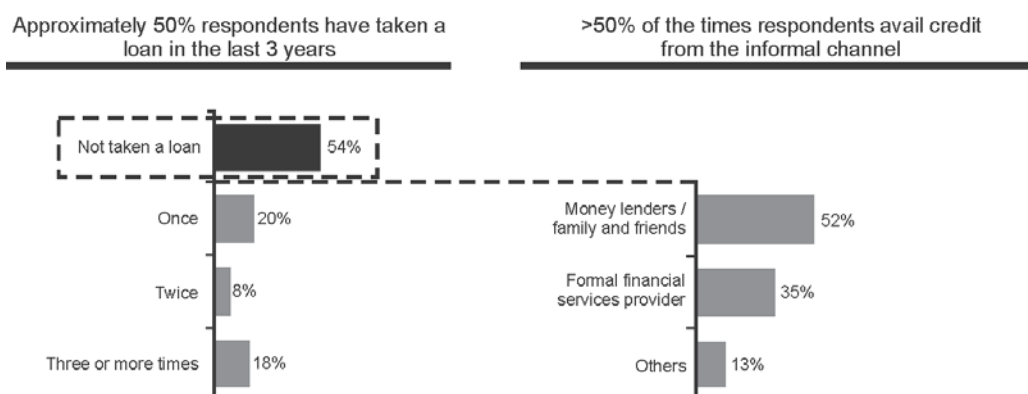 Approximately 50% respondents have taken a
loan in the last 3 years
Not taken a loan
54%
Once
20%
Twice
8%
Three or more times
18%
>50% of the times respondents avail credit
from the informal channel
Money lenders /
family and friends
52%
Formal financial
services provider
35%
Others
13%